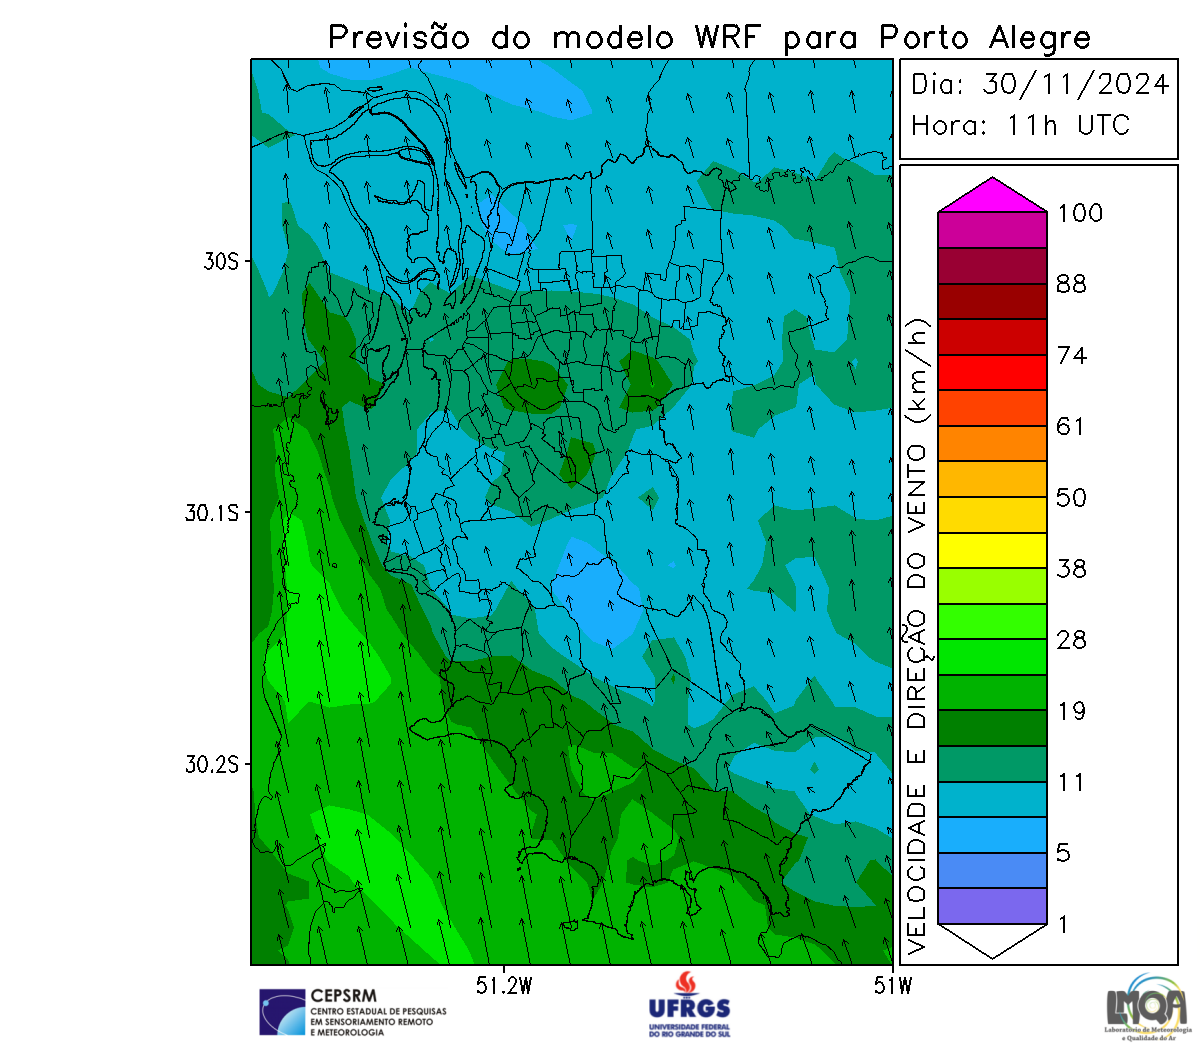 Previsão do modelo WRF para Porto Alegre
Dia: 30/11/2024
Hora: 11h UTC
30S
30.1S
30.2S
51.2W
51W
VELOCIDADE E DIREÇÃO DO VENTO (km/h)
100
88
74
61
50
38
28
19
11
5
1
CEPSRM
CENTRO ESTADUAL DE PESQUISAS
EM SENSORIAMENTO REMOTO
E METEOROLOGIA
UFRGS
UNIVERSIDADE FEDERAL
DO RIO GRANDE DO SUL
LMQA
Laboratório de Meteorologia
e Qualidade do Ar